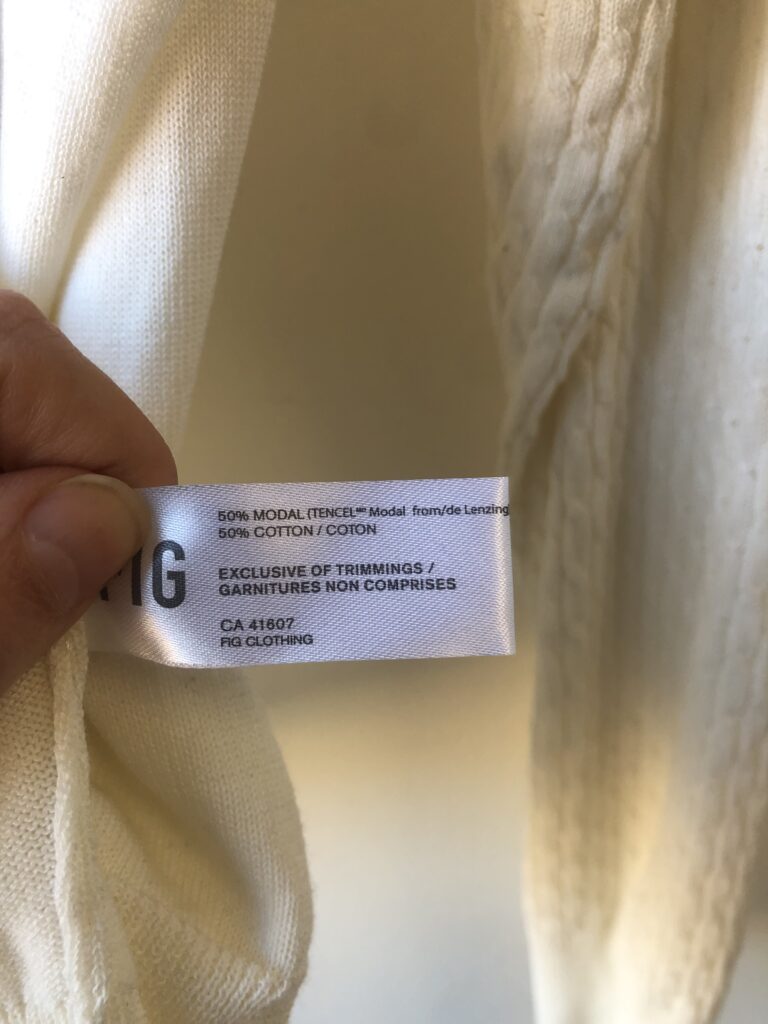 FIG
50% MODAL (TENCEL™ᴰ Modal from/de Lenzing
50% COTTON / COTON
EXCLUSIVE OF TRIMMINGS /
GARNITURES NON COMPRISES
CA 41607
FIG CLOTHING